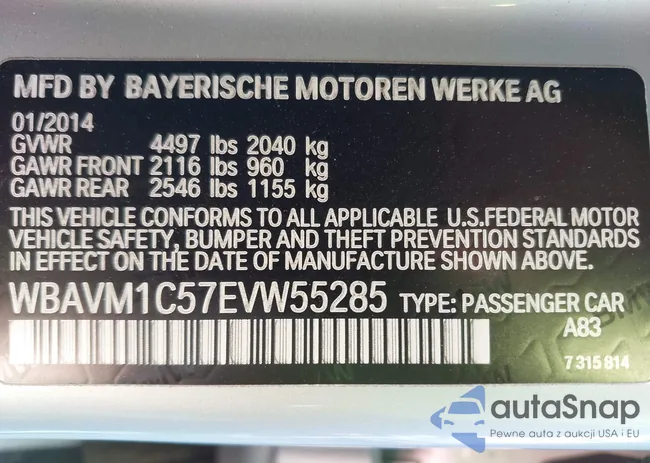 MFD BY BAYERISCHE MOTOREN WERKE AG
01/2014
GVWR 4497 lbs 2040 kg
GAWR FRONT 2116 lbs 960 kg
GAWR REAR 2546 lbs 1155 kg
THIS VEHICLE CONFORMS TO ALL APPLICABLE U.S.FEDERAL MOTOR
VEHICLE SAFETY, BUMPER AND THEFT PREVENTION STANDARDS
IN EFFECT ON THE DATE OF MANUFACTURE SHOWN ABOVE.
WBAVM1C57EVW55285 TYPE: PASSENGER CAR
A83
7315814
autaSnap
Pewne auta z aukcji USA i EU